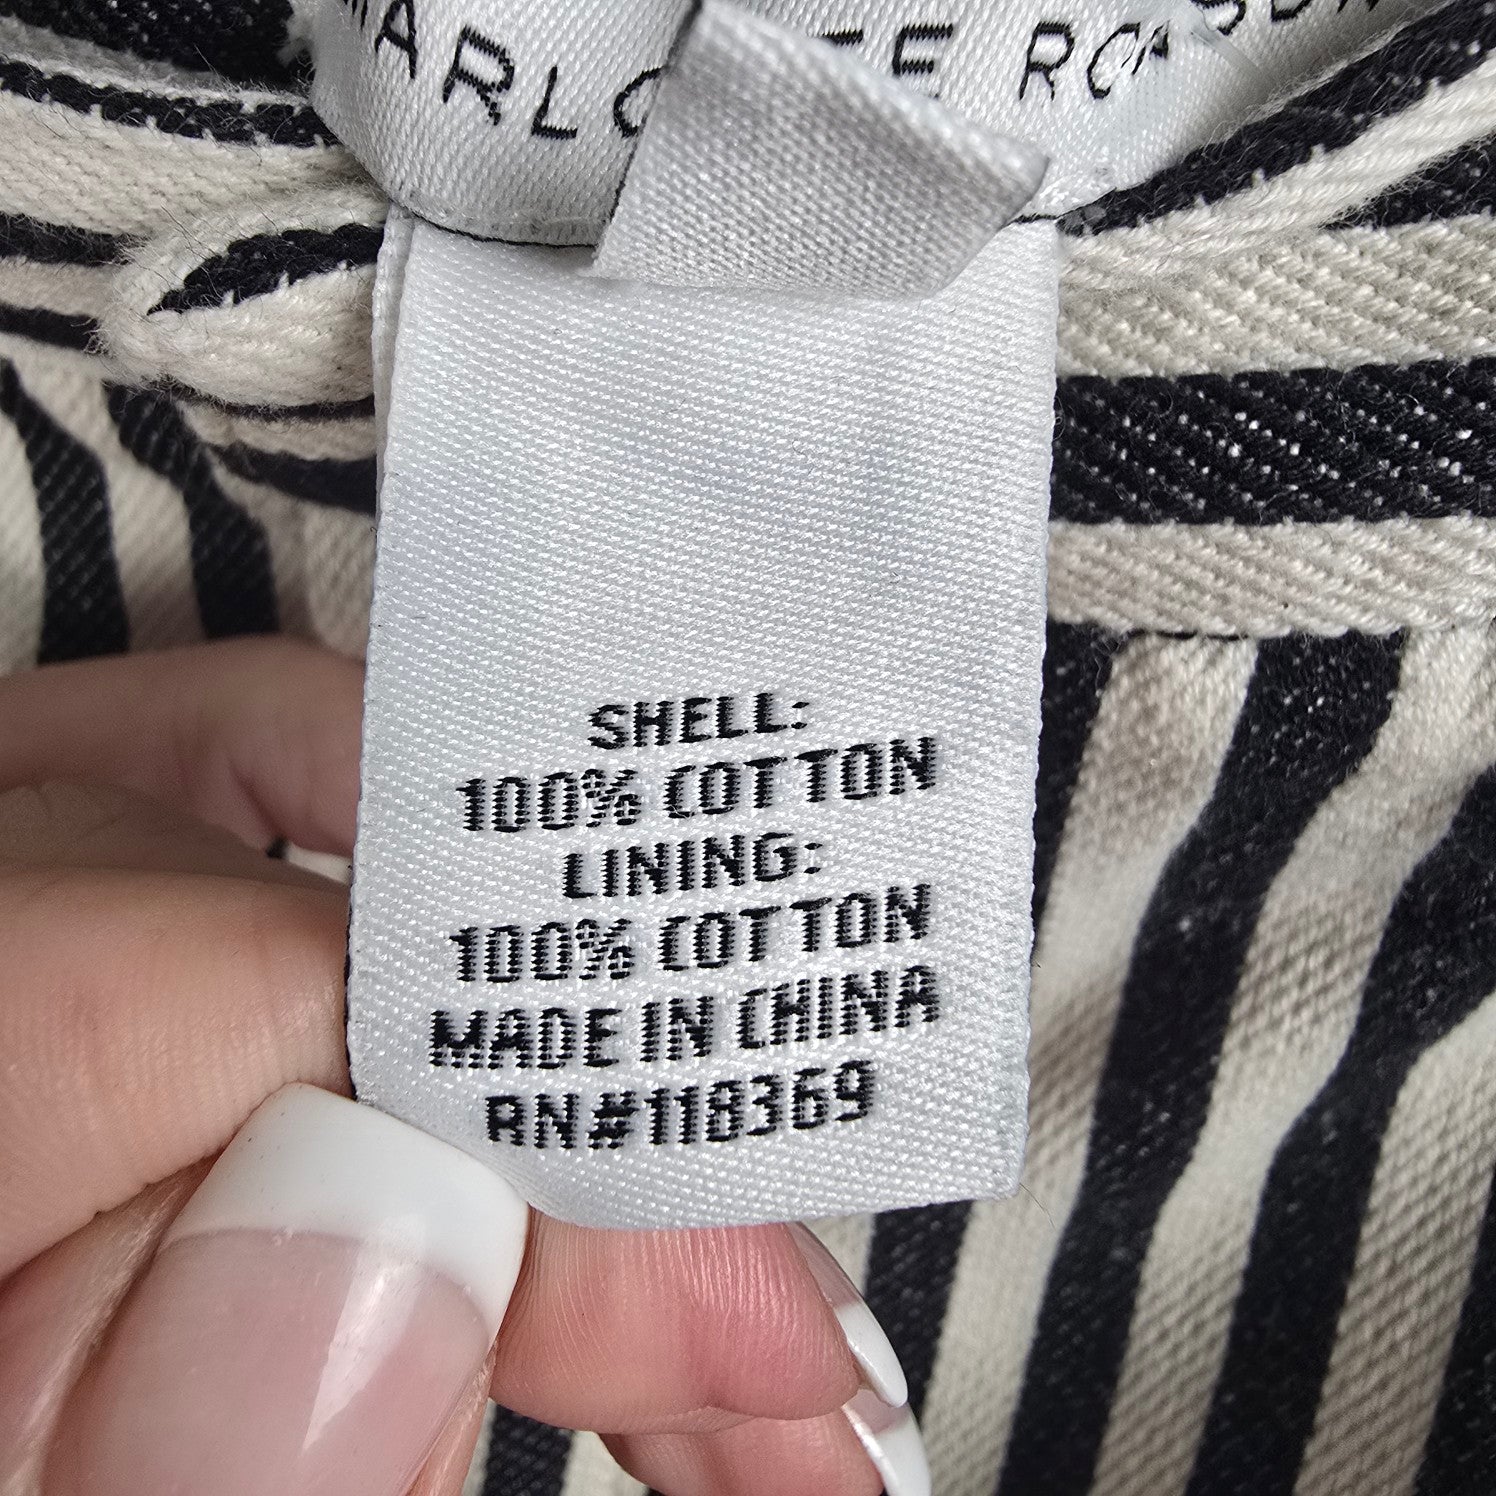 SHELL:
100% COTTON
LINING:
100% COTTON
MADE IN CHINA
RN#118369